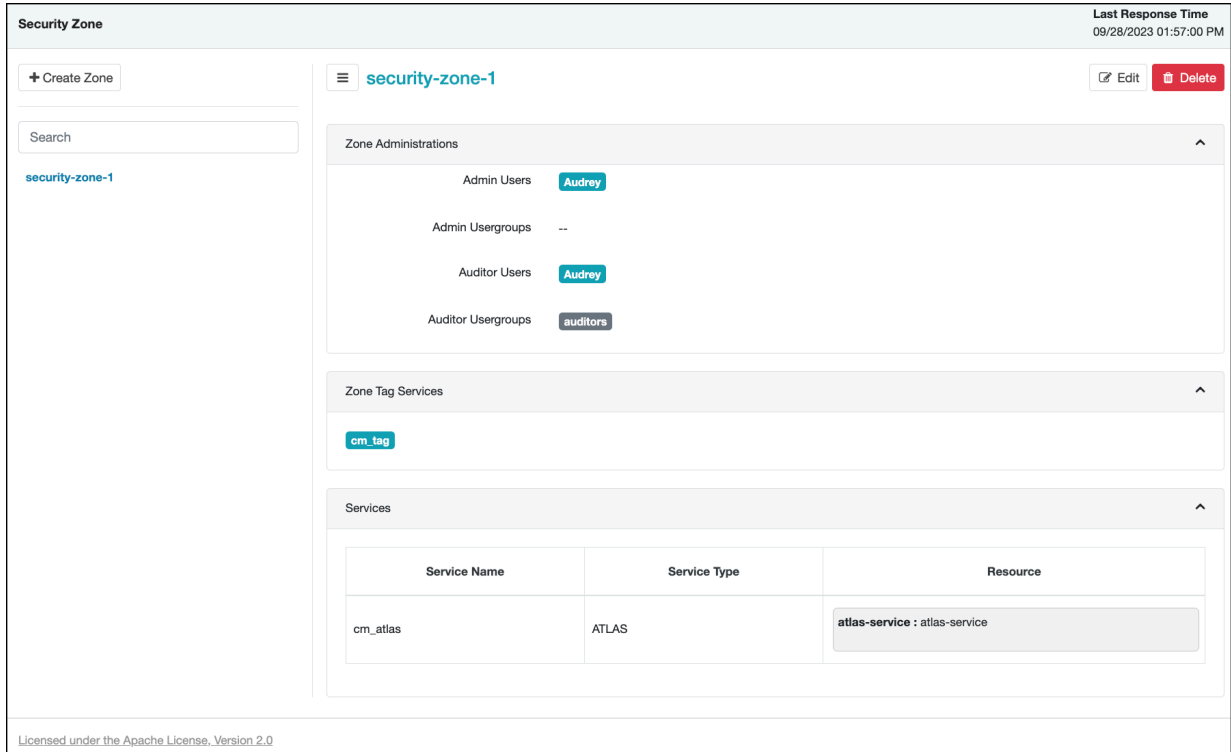 Security Zone
Last Response Time
09/28/2023 01:57:00 PM
Create Zone
security-zone-1
Edit
Delete
Search
security-zone-1
Zone Administrations
Admin Users Audrey
Admin Usergroups --
Auditor Users Audrey
Auditor Usergroups auditors
Zone Tag Services
cm_tag
Services
Service Name Service Type Resource
cm_atlas ATLAS atlas-service : atlas-service
Licensed under the Apache License, Version 2.0